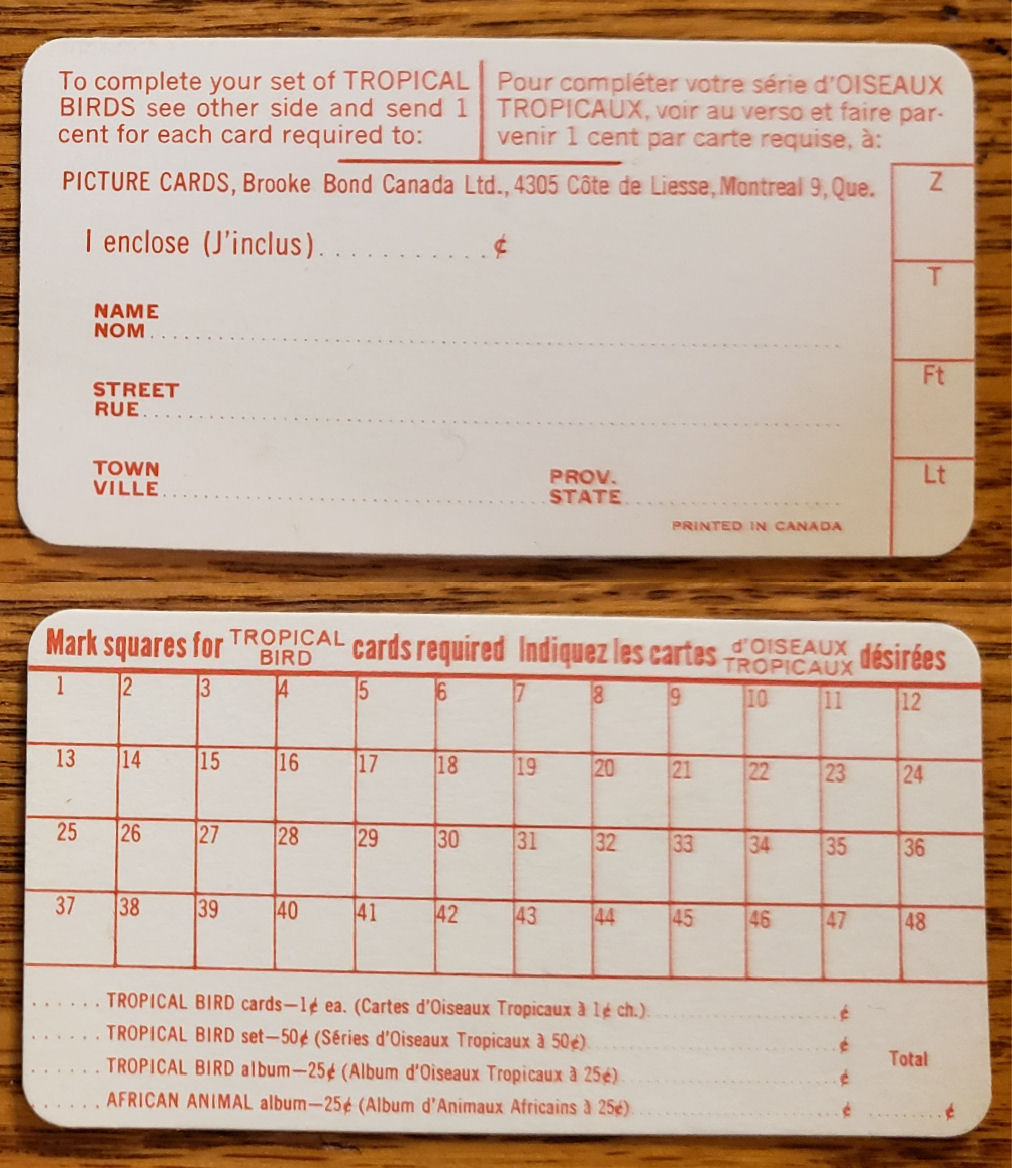 To complete your set of TROPICAL
BIRDS see other side and send 1
cent for each card required to:
Pour compléter votre série d'OISEAUX
TROPICAUX, voir au verso et faire par-
venir 1 cent par carte requise, à:
PICTURE CARDS, Brooke Bond Canada Ltd., 4305 Côte de Liesse, Montreal 9, Que.
I enclose (J'inclus)...........¢
NAME
NOM
STREET
RUE
TOWN
VILLE
PROV.
STATE
PRINTED IN CANADA
Z
T
Ft
Lt
Mark squares for TROPICAL BIRD cards required Indiquez les cartes d'OISEAUX TROPICAUX désirées
1 2 3 4 5 6 7 8 9 10 11 12
13 14 15 16 17 18 19 20 21 22 23 24
25 26 27 28 29 30 31 32 33 34 35 36
37 38 39 40 41 42 43 44 45 46 47 48
...... TROPICAL BIRD cards—1¢ ea. (Cartes d'Oiseaux Tropicaux à 1¢ ch.) ¢
...... TROPICAL BIRD set—50¢ (Séries d'Oiseaux Tropicaux à 50¢) ¢
Total
...... TROPICAL BIRD album—25¢ (Album d'Oiseaux Tropicaux à 25¢) ¢
...... AFRICAN ANIMAL album—25¢ (Album d'Animaux Africains à 25¢) ¢ ..........¢